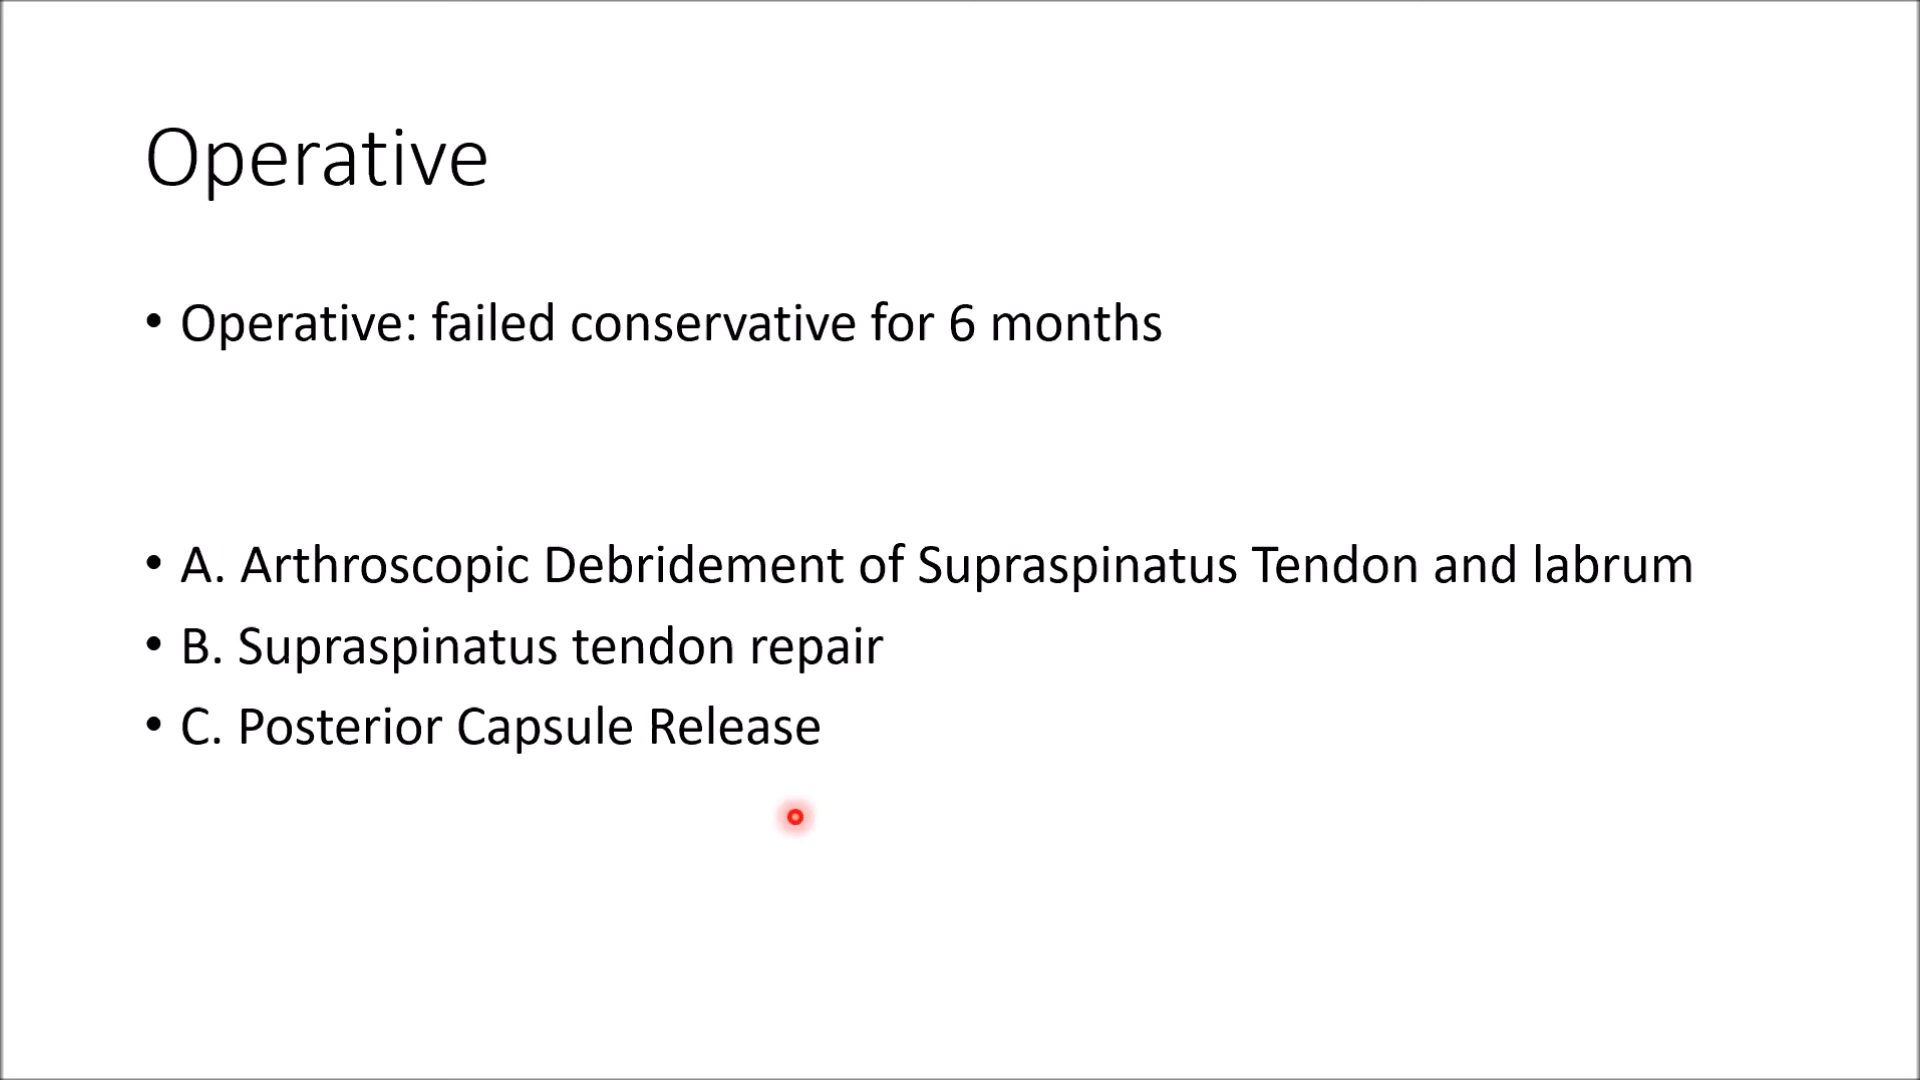 Operative
• Operative: failed conservative for 6 months
• A. Arthroscopic Debridement of Supraspinatus Tendon and labrum
• B. Supraspinatus tendon repair
• C. Posterior Capsule Release